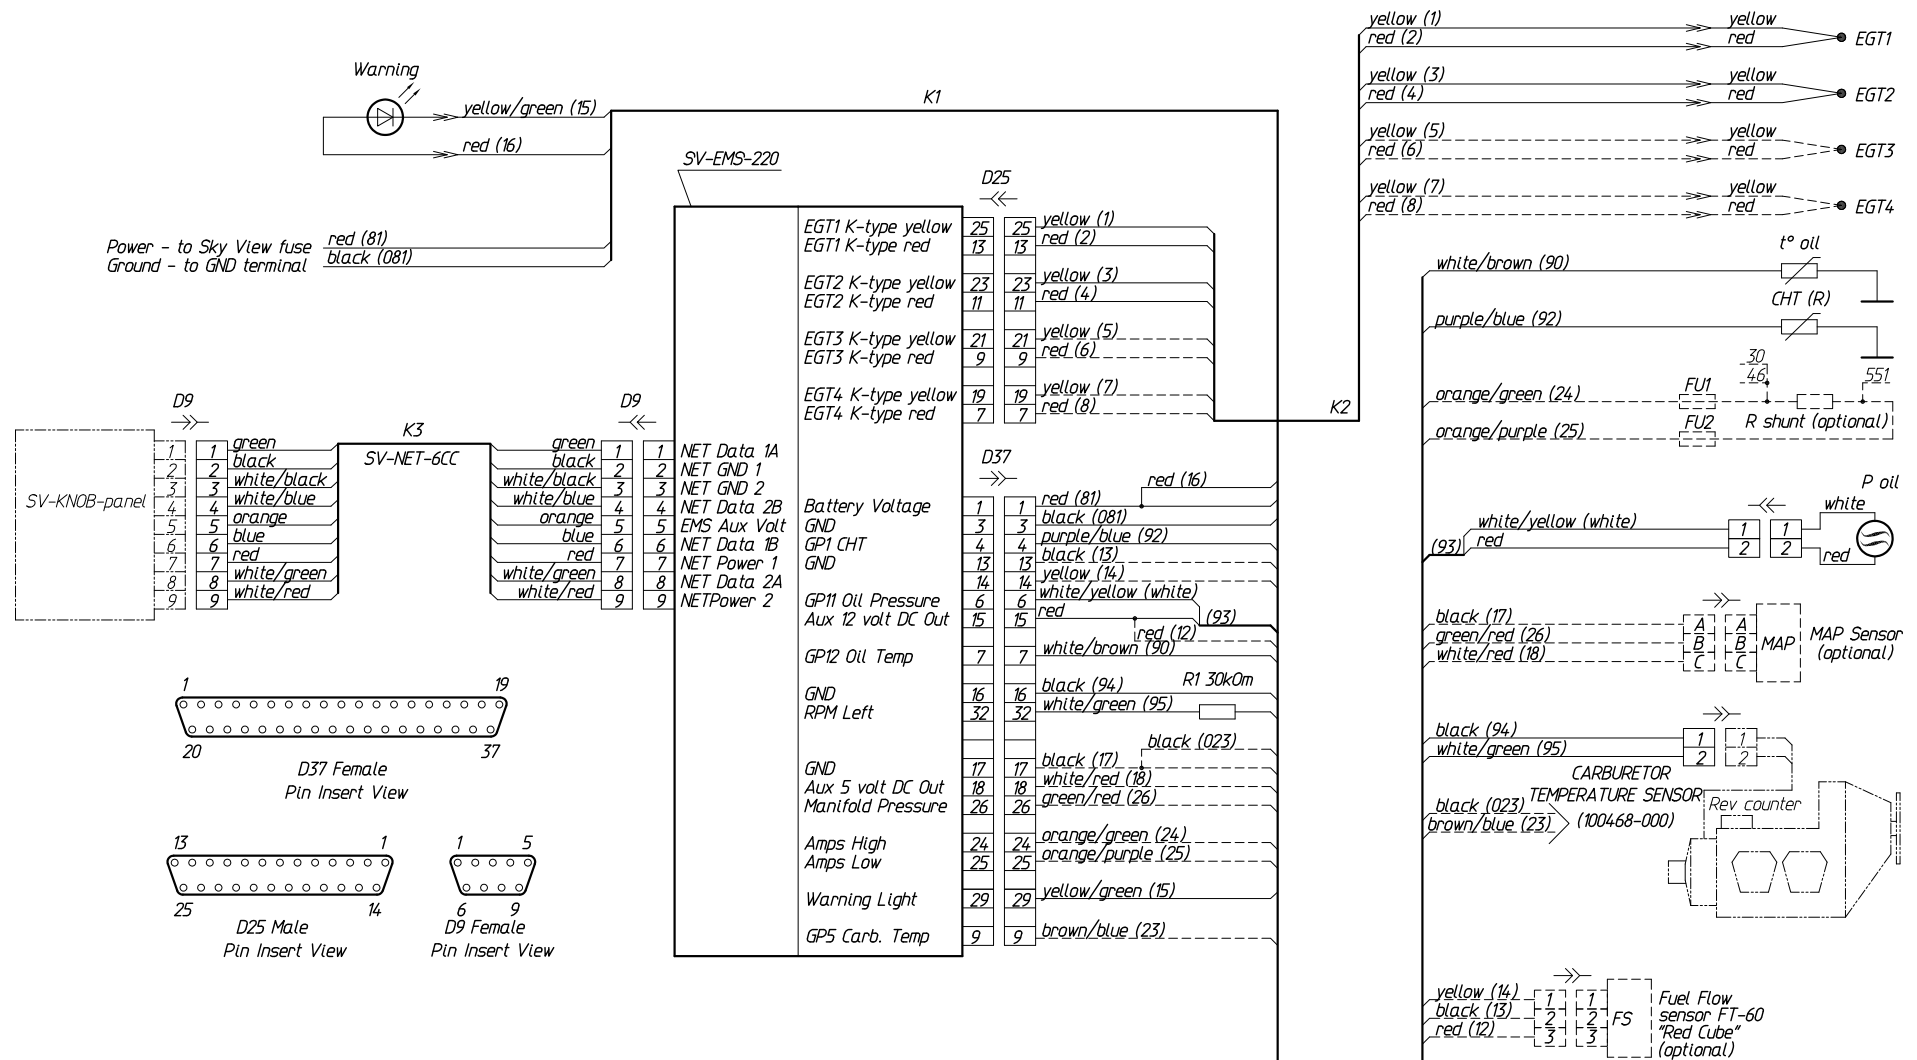 Warning
yellow/green (15)
red (16)
K1
SV-EMS-220
Power - to Sky View fuse
red (81)
Ground - to GND terminal
black (081)
D25
EGT1 K-type yellow 25 25 yellow (1)
EGT1 K-type red 13 13 red (2)
EGT2 K-type yellow 23 23 yellow (3)
EGT2 K-type red 11 11 red (4)
EGT3 K-type yellow 21 21 yellow (5)
EGT3 K-type red 9 9 red (6)
EGT4 K-type yellow 19 19 yellow (7)
EGT4 K-type red 7 7 red (8)
K2
D9
K3
SV-NET-6CC
D9
SV-KNOB-panel
1 1 green green 1 1 NET Data 1A
2 2 black black 2 2 NET GND 1
3 3 white/black white/black 3 3 NET GND 2
4 4 white/blue white/blue 4 4 NET Data 2B
5 5 orange orange 5 5 EMS Aux Volt
6 6 blue blue 6 6 NET Data 1B
7 7 red red 7 7 NET Power 1
8 8 white/green white/green 8 8 NET Data 2A
9 9 white/red white/red 9 9 NETPower 2
D37
red (16)
Battery Voltage 1 1 red (81)
GND 3 3 black (081)
GP1 CHT 4 4 purple/blue (92)
GND 13 13 black (13)
14 14 yellow (14)
GP11 Oil Pressure 6 6 white/yellow (white)
Aux 12 volt DC Out 15 15 red
(93)
red (12)
GP12 Oil Temp 7 7 white/brown (90)
GND 16 16 black (94)
R1 30kOm
RPM Left 32 32 white/green (95)
black (023)
GND 17 17 black (17)
Aux 5 volt DC Out 18 18 white/red (18)
Manifold Pressure 26 26 green/red (26)
Amps High 24 24 orange/green (24)
Amps Low 25 25 orange/purple (25)
Warning Light 29 29 yellow/green (15)
GP5 Carb. Temp 9 9 brown/blue (23)
1 19
20 37
D37 Female
Pin Insert View
13 1
25 14
D25 Male
Pin Insert View
1 5
6 9
D9 Female
Pin Insert View
yellow (1) yellow
red (2) red
EGT1
yellow (3) yellow
red (4) red
EGT2
yellow (5) yellow
red (6) red
EGT3
yellow (7) yellow
red (8) red
EGT4
t° oil
white/brown (90)
CHT (R)
purple/blue (92)
30
46
551
orange/green (24) FU1
R shunt (optional)
orange/purple (25) FU2
P oil
white
white/yellow (white) 1 1
(93) red 2 2
red
black (17) A A
green/red (26) B B
white/red (18) C C
MAP
MAP Sensor
(optional)
black (94) 1 1
white/green (95) 2 2
CARBURETOR
TEMPERATURE SENSOR
(100468-000)
black (023)
brown/blue (23)
Rev counter
yellow (14) 1 1
black (13) 2 2
red (12) 3 3
FS
Fuel Flow
sensor FT-60
"Red Cube"
(optional)